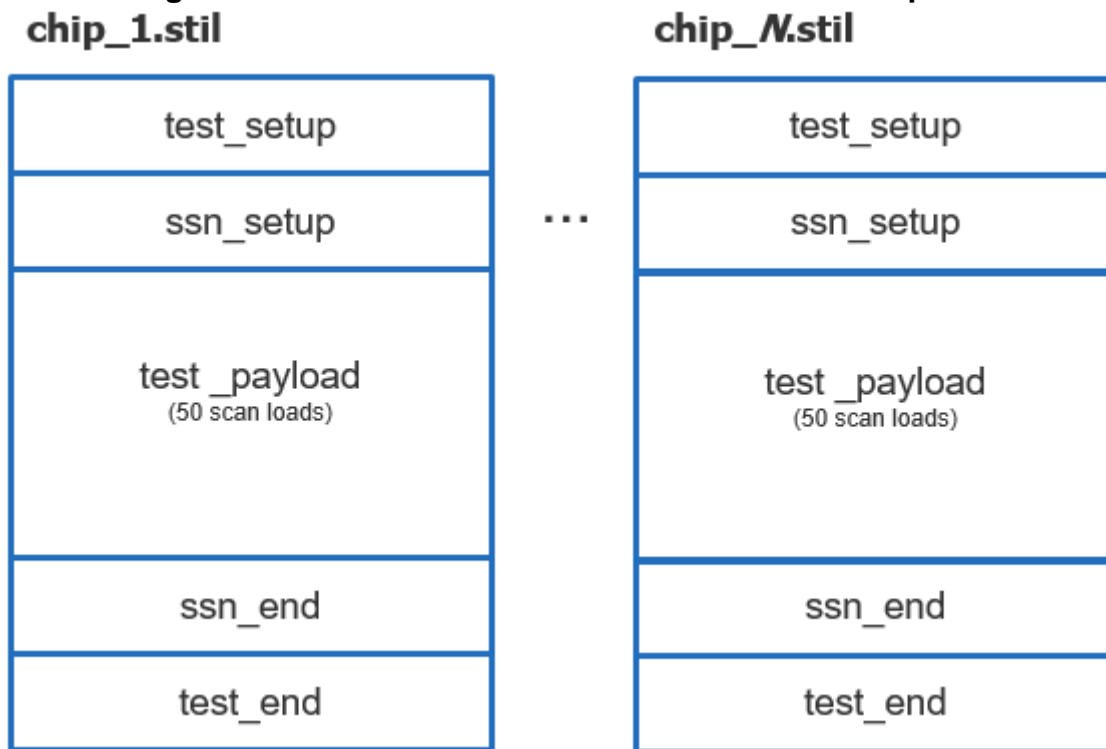 chip_1.stil
test_setup
ssn_setup
test _payload
(50 scan loads)
ssn_end
test_end
...
chip_N.stil
test_setup
ssn_setup
test _payload
(50 scan loads)
ssn_end
test_end